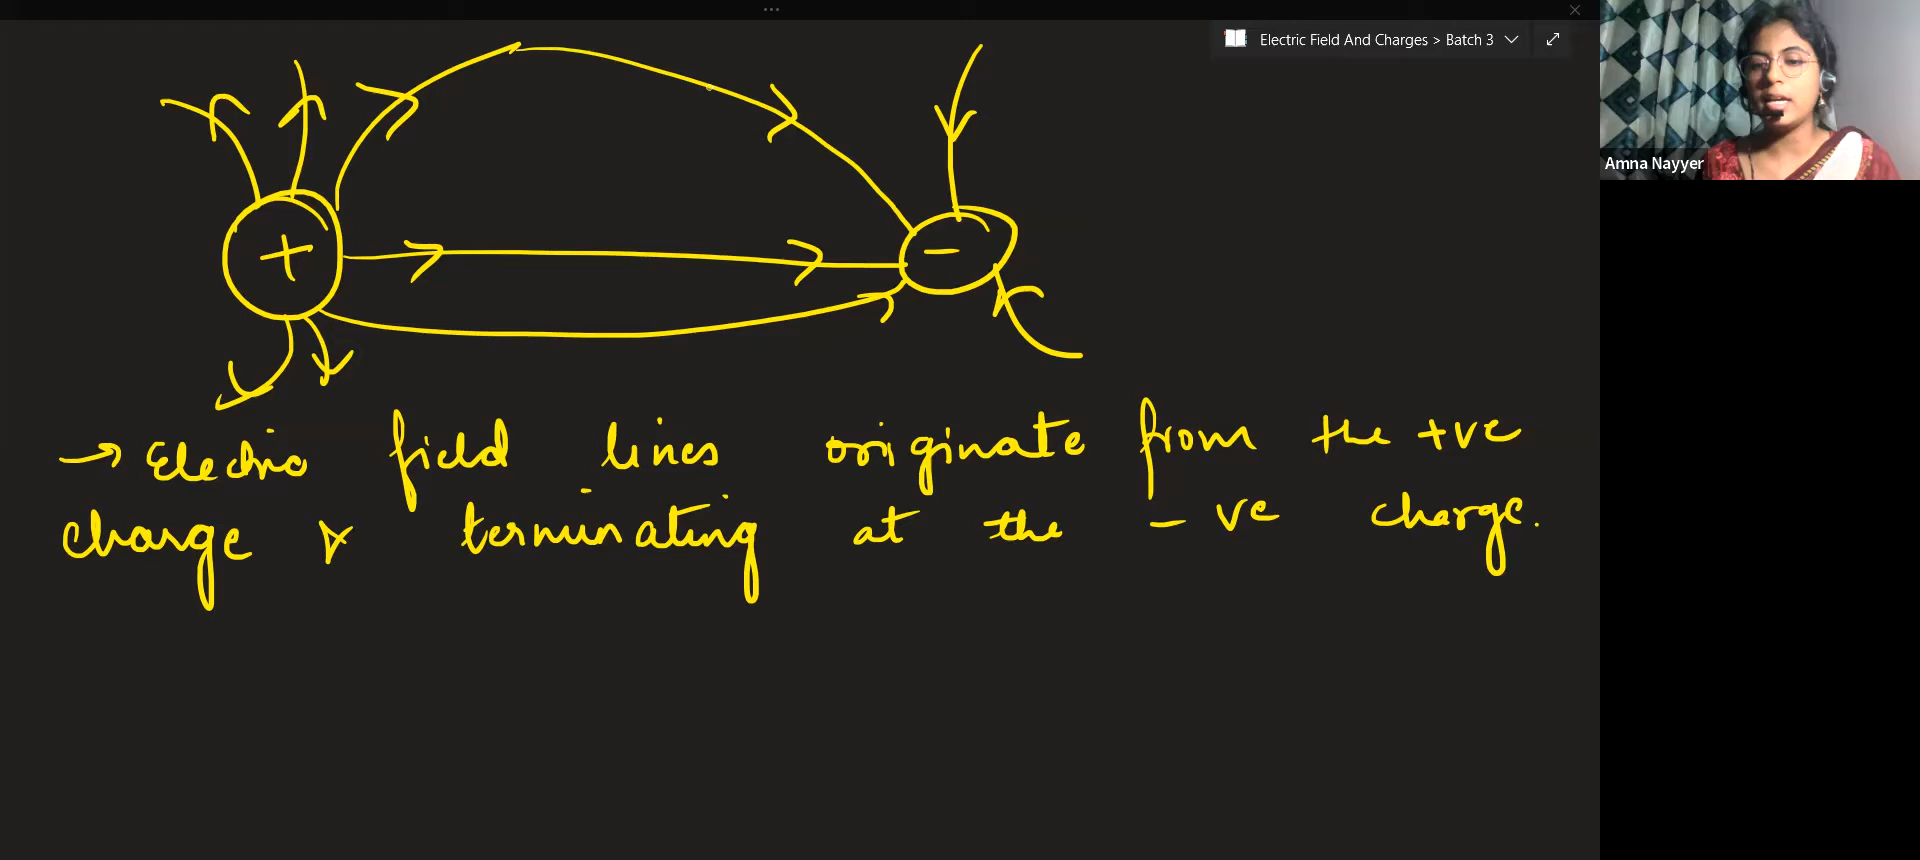 Electric Field And Charges > Batch 3
Amna Nayyer
+
−
→ Electric field lines originate from the +ve
charge & terminating at the -ve charge.